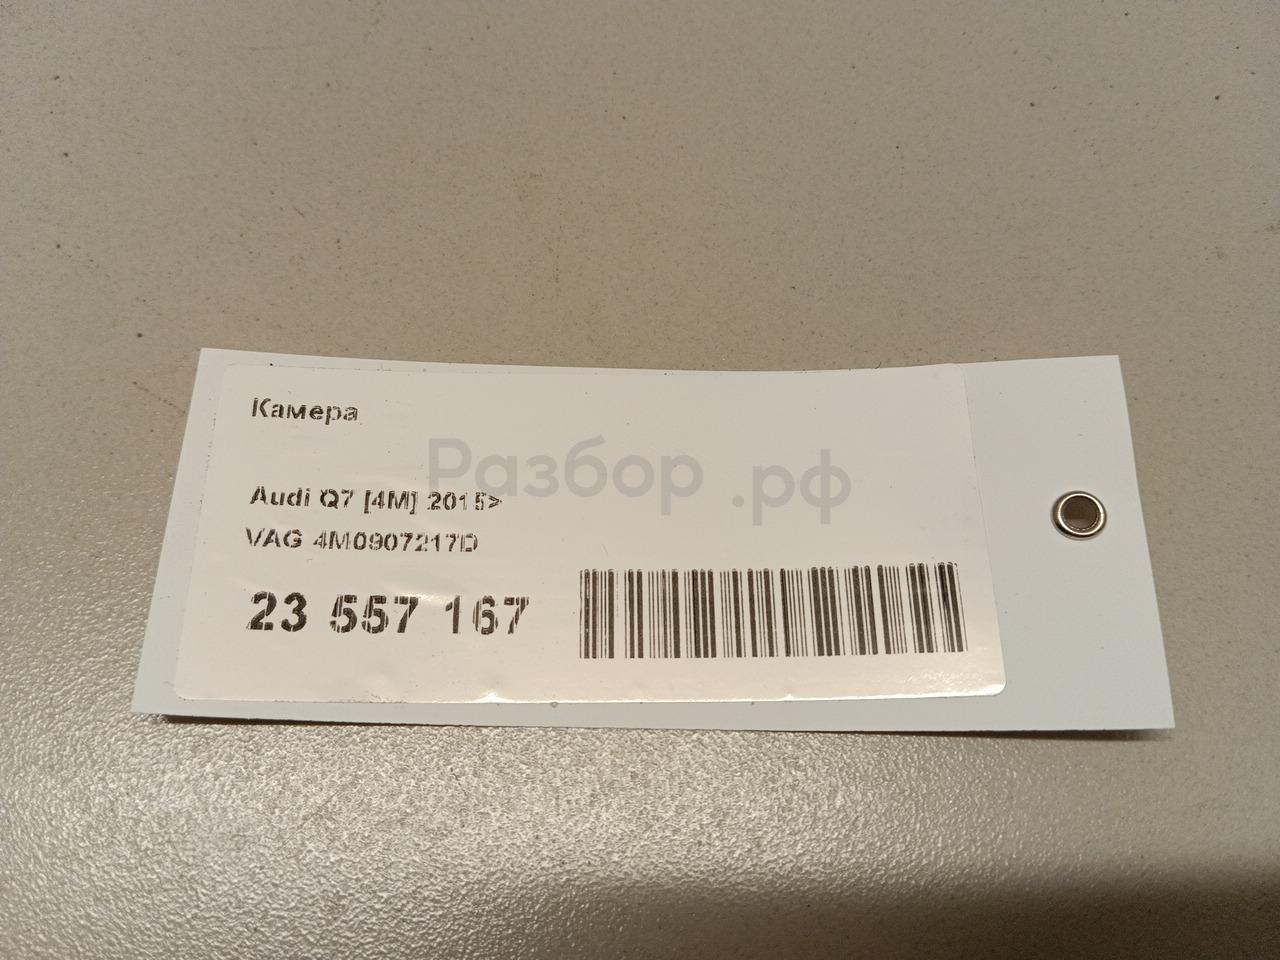 Камера
Разбор.рф
Audi Q7 [4M] 2015>
VAG 4M0907217D
23 557 167